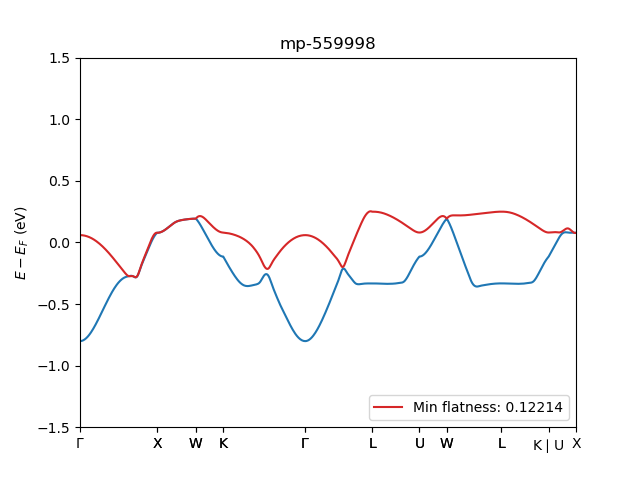 mp-559998
E − E_F (eV)
1.5
1.0
0.5
0.0
−0.5
−1.0
−1.5
Min flatness: 0.12214
Γ X W K Γ L U W L K | U X